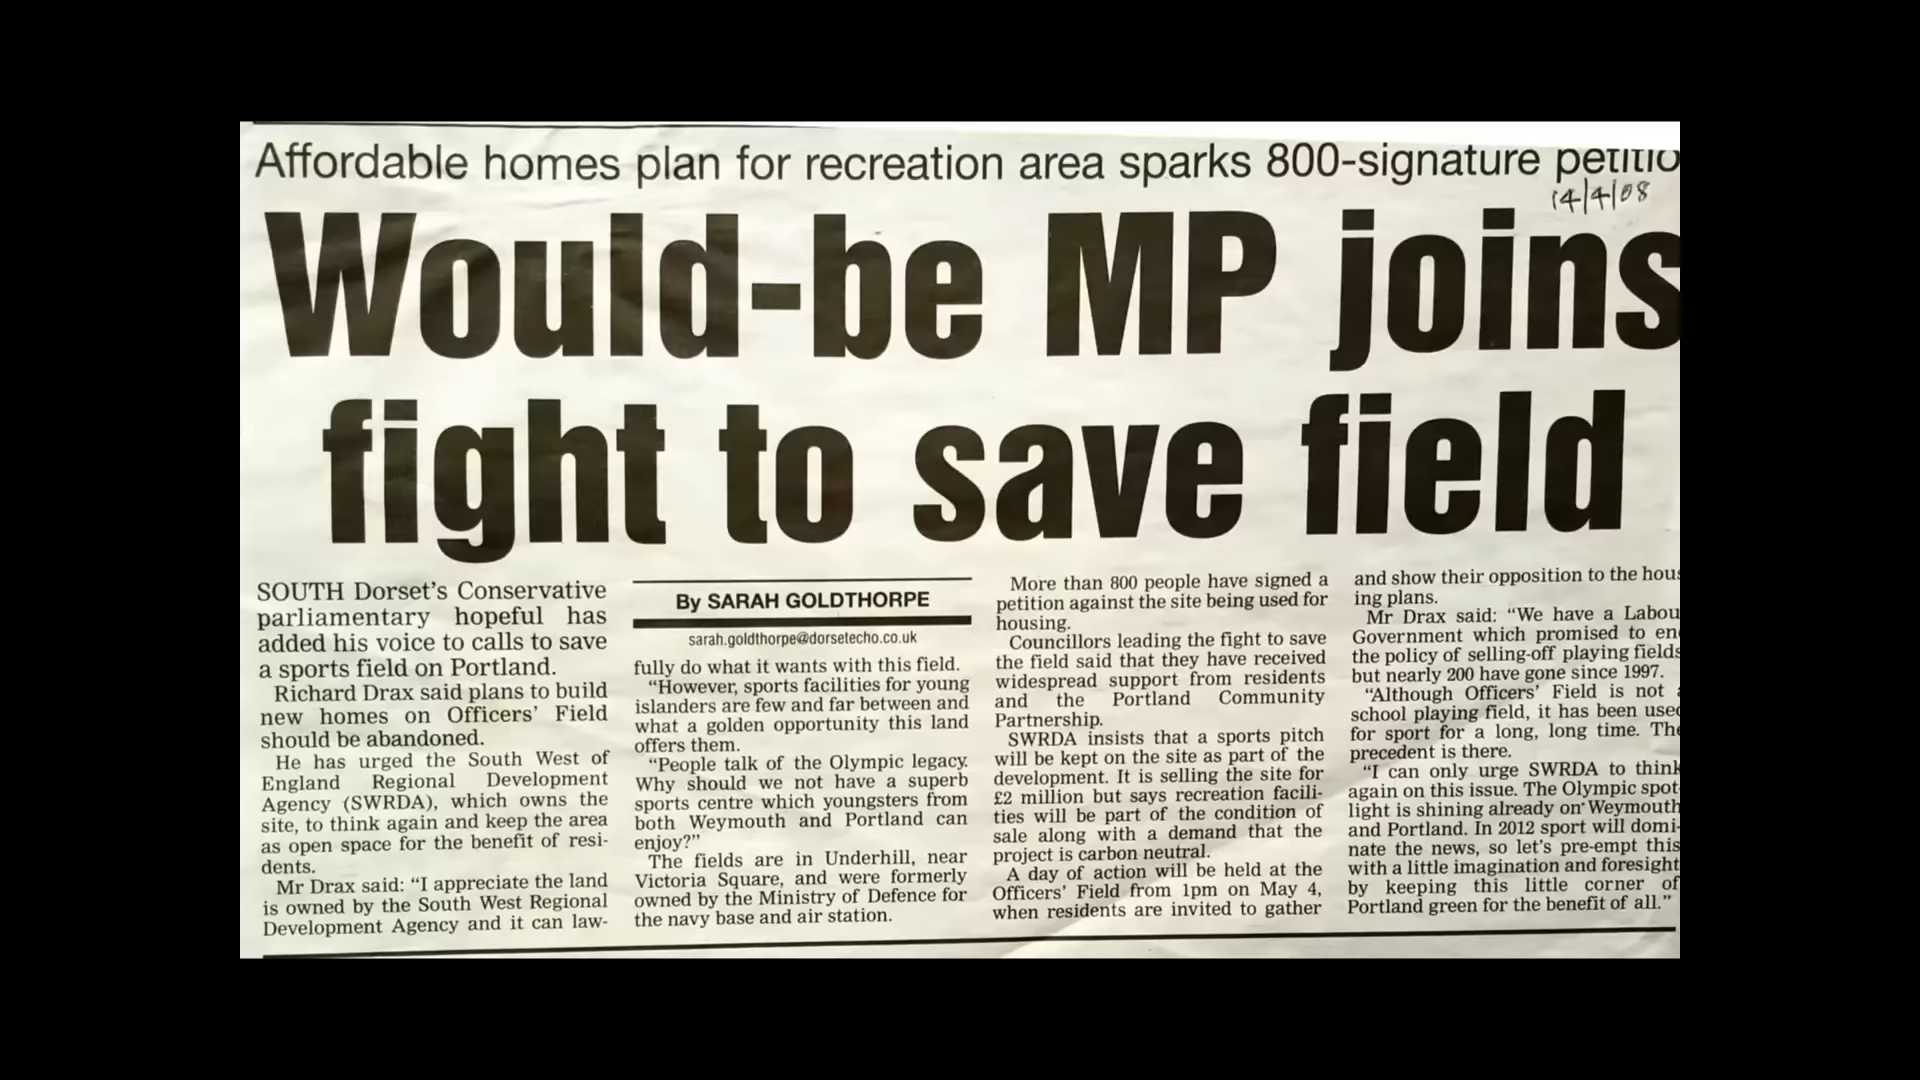 Affordable homes plan for recreation area sparks 800-signature petitio
14/4/08
Would-be MP joins
fight to save field
SOUTH Dorset's Conservative
parliamentary hopeful has
added his voice to calls to save
a sports field on Portland.
Richard Drax said plans to build
new homes on Officers' Field
should be abandoned.
He has urged the South West of
England Regional Development
Agency (SWRDA), which owns the
site, to think again and keep the area
as open space for the benefit of resi-
dents.
Mr Drax said: “I appreciate the land
is owned by the South West Regional
Development Agency and it can law-
By SARAH GOLDTHORPE
sarah.goldthorpe@dorsetecho.co.uk
fully do what it wants with this field.
“However, sports facilities for young
islanders are few and far between and
what a golden opportunity this land
offers them.
“People talk of the Olympic legacy.
Why should we not have a superb
sports centre which youngsters from
both Weymouth and Portland can
enjoy?”
The fields are in Underhill, near
Victoria Square, and were formerly
owned by the Ministry of Defence for
the navy base and air station.
More than 800 people have signed a
petition against the site being used for
housing.
Councillors leading the fight to save
the field said that they have received
widespread support from residents
and the Portland Community
Partnership.
SWRDA insists that a sports pitch
will be kept on the site as part of the
development. It is selling the site for
£2 million but says recreation facili-
ties will be part of the condition of
sale along with a demand that the
project is carbon neutral.
A day of action will be held at the
Officers' Field from 1pm on May 4,
when residents are invited to gather
and show their opposition to the hous
ing plans.
Mr Drax said: “We have a Labou
Government which promised to en
the policy of selling-off playing fields
but nearly 200 have gone since 1997.
“Although Officers' Field is not a
school playing field, it has been used
for sport for a long, long time. The
precedent is there.
“I can only urge SWRDA to think
again on this issue. The Olympic spot
light is shining already on Weymouth
and Portland. In 2012 sport will domi-
nate the news, so let's pre-empt this
with a little imagination and foresight
by keeping this little corner of
Portland green for the benefit of all.”